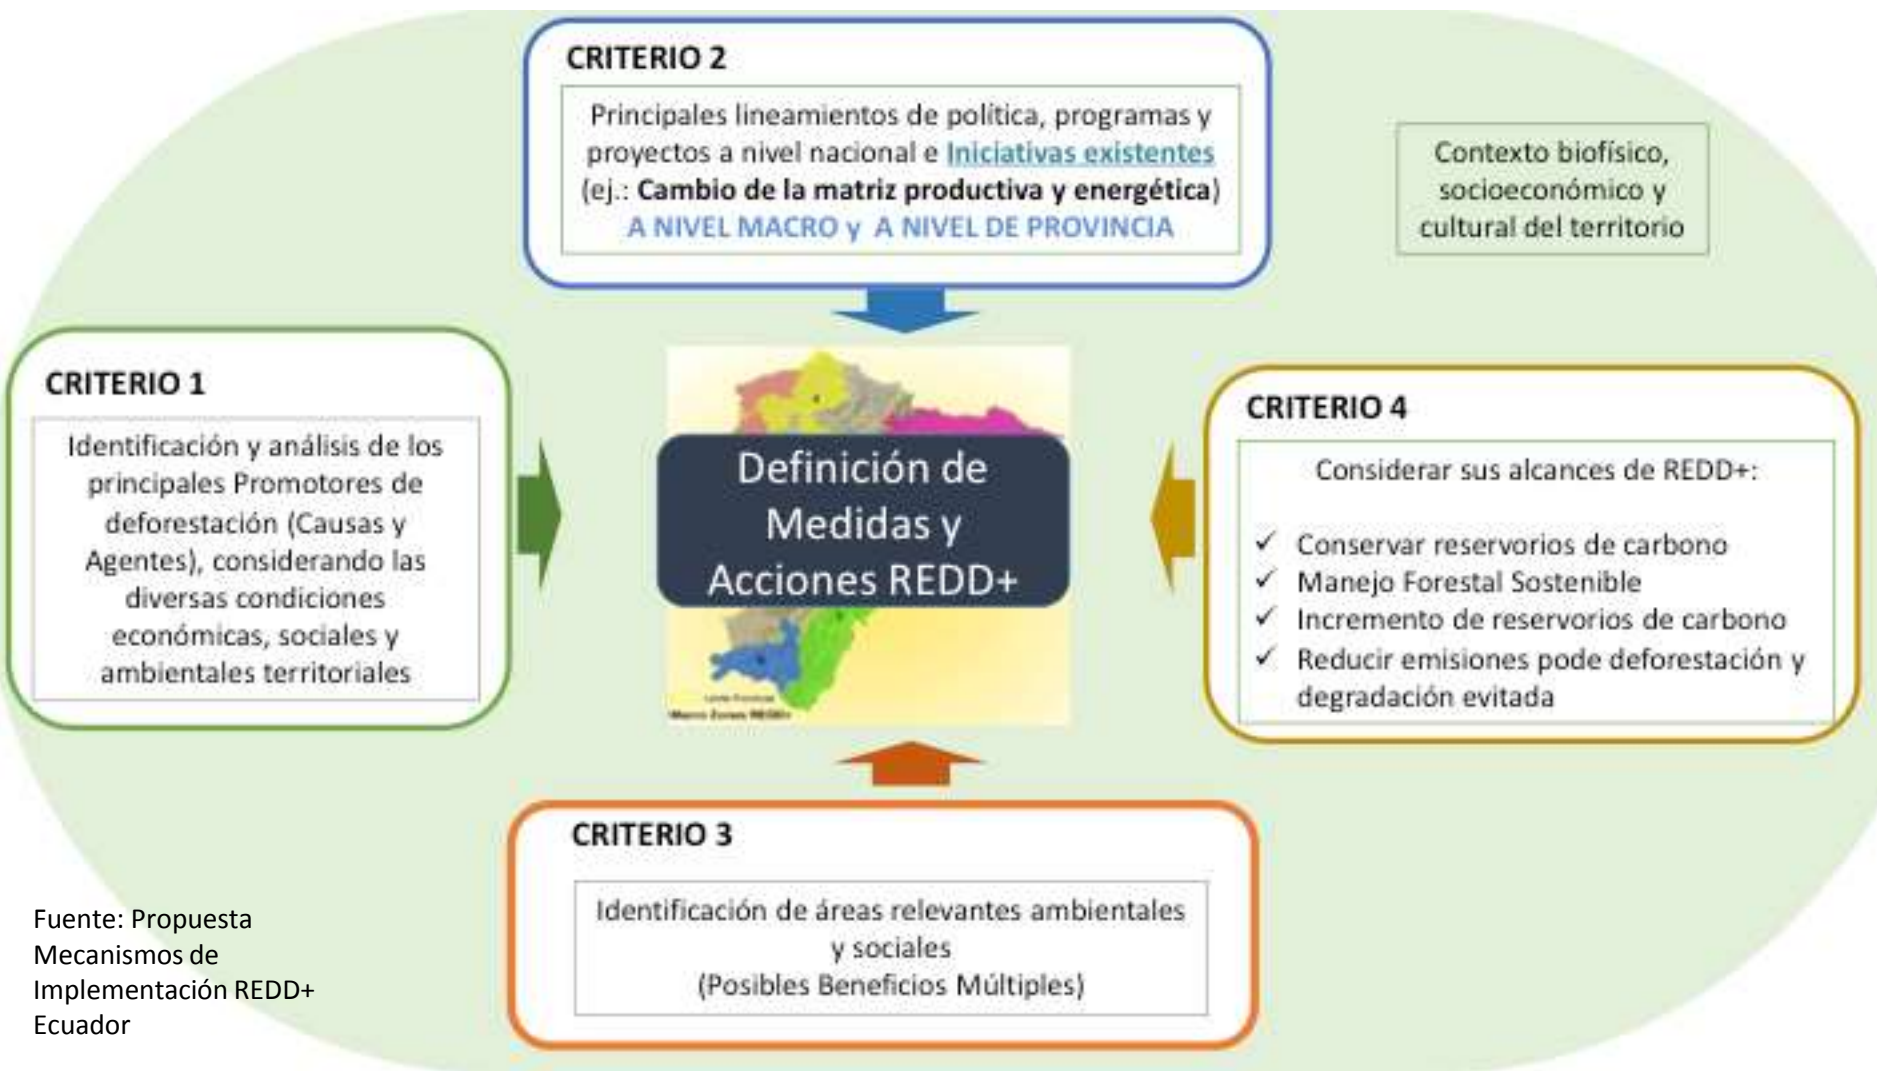 CRITERIO 2
Principales lineamientos de política, programas y
proyectos a nivel nacional e Iniciativas existentes
(ej.: Cambio de la matriz productiva y energética)
A NIVEL MACRO y A NIVEL DE PROVINCIA
Contexto biofísico,
socioeconómico y
cultural del territorio
CRITERIO 1
Identificación y análisis de los
principales Promotores de
deforestación (Causas y
Agentes), considerando las
diversas condiciones
económicas, sociales y
ambientales territoriales
Definición de
Medidas y
Acciones REDD+
Macro Zonas REDD+
CRITERIO 4
Considerar sus alcances de REDD+:
✓ Conservar reservorios de carbono
✓ Manejo Forestal Sostenible
✓ Incremento de reservorios de carbono
✓ Reducir emisiones pode deforestación y
degradación evitada
CRITERIO 3
Identificación de áreas relevantes ambientales
y sociales
(Posibles Beneficios Múltiples)
Fuente: Propuesta
Mecanismos de
Implementación REDD+
Ecuador